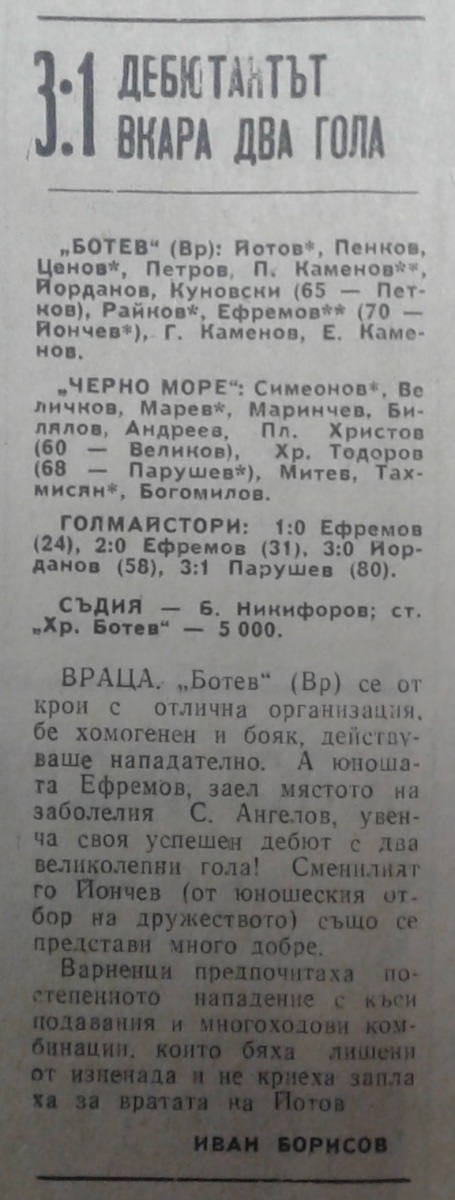 3:1 ДЕБЮТАНТЪТ
ВКАРА ДВА ГОЛА
„БОТЕВ“ (Вр): Йотов*, Пенков,
Ценов*, Петров, П. Каменов**,
Йорданов, Куновски (65 — Пет-
ков), Райков*, Ефремов** (70 —
Йончев*), Г. Каменов, Е. Каме-
нов.
„ЧЕРНО МОРЕ“: Симеонов*, Ве
личков, Марев*, Маринчев, Би-
лялов, Андреев, Пл. Христов
(60 — Великов), Хр. Тодоров
(68 — Парушев*), Митев, Тах-
мисян*, Богомилов.
ГОЛМАЙСТОРИ: 1:0 Ефремов
(24), 2:0 Ефремов (31), 3:0 Йор-
данов (58), 3:1 Парушев (80).
СЪДИЯ — Б. Никифоров; ст.
„Хр. Ботев“ — 5 000.
ВРАЦА. „Ботев“ (Вр) се от
крои с отлична организация,
бе хомогенен и бояк, действу-
ваше нападателно. А юноша-
та Ефремов, заел мястото на
заболелия С. Ангелов, увен-
ча своя успешен дебют с два
великолепни гола! Сменилият
го Йончев (от юношеския от-
бор на дружеството) също се
представи много добре.
Варненци предпочитаха по-
степенното нападение с къси
подавания и многоходови ком-
бинации, които бяха лишени
от изненада и не криеха запла
ха за вратата на Йотов
ИВАН БОРИСОВ